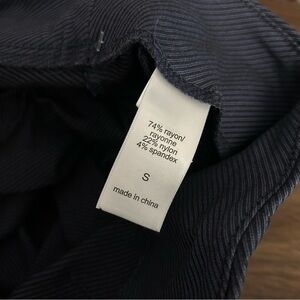 74% rayon/
rayonne
22% nylon
4% spandex
S
made in china